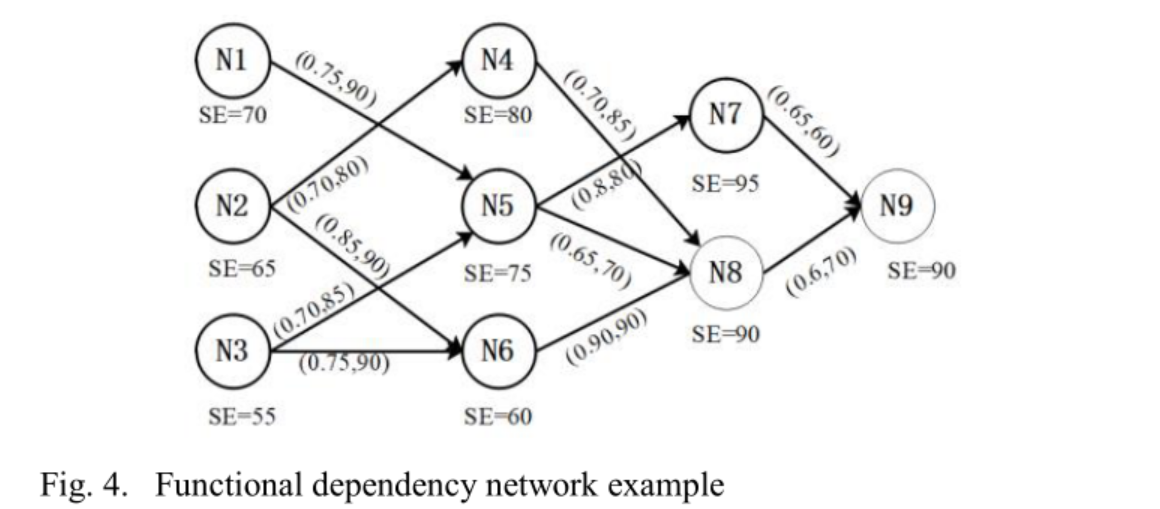 N1
SE=70
(0.75,90)
N4
SE=80
(0.70,85)
N7
SE=95
(0.65,60)
N2
SE=65
(0.70,80)
(0.85,90)
N5
SE=75
(0.8,80)
(0.65,70)
N8
SE=90
(0.6,70)
N9
SE=90
N3
SE=55
(0.70,85)
(0.75,90)
N6
SE=60
(0.90,90)
Fig. 4. Functional dependency network example